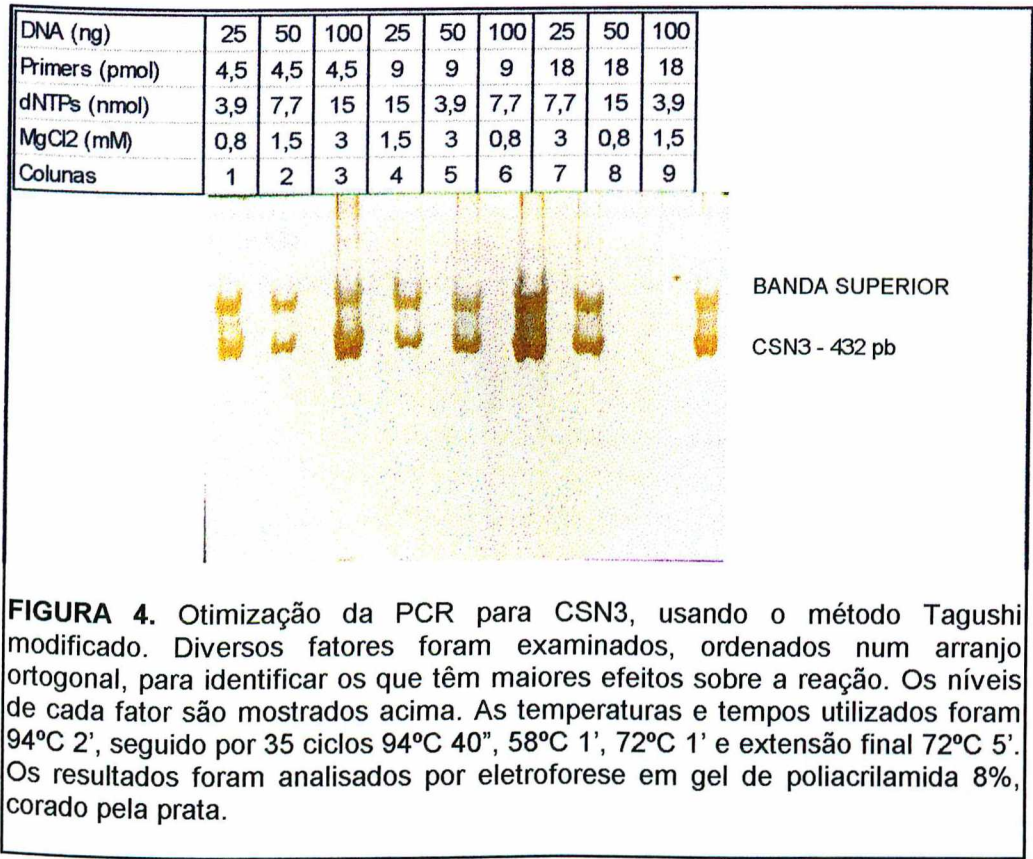 DNA (ng) 25 50 100 25 50 100 25 50 100
Primers (pmol) 4,5 4,5 4,5 9 9 9 18 18 18
dNTPs (nmol) 3,9 7,7 15 15 3,9 7,7 7,7 15 3,9
MgCl2 (mM) 0,8 1,5 3 1,5 3 0,8 3 0,8 1,5
Colunas 1 2 3 4 5 6 7 8 9
BANDA SUPERIOR
CSN3 - 432 pb
FIGURA 4. Otimização da PCR para CSN3, usando o método Tagushi
modificado. Diversos fatores foram examinados, ordenados num arranjo
ortogonal, para identificar os que têm maiores efeitos sobre a reação. Os níveis
de cada fator são mostrados acima. As temperaturas e tempos utilizados foram
94ºC 2', seguido por 35 ciclos 94ºC 40", 58ºC 1', 72ºC 1' e extensão final 72ºC 5'.
Os resultados foram analisados por eletroforese em gel de poliacrilamida 8%,
corado pela prata.